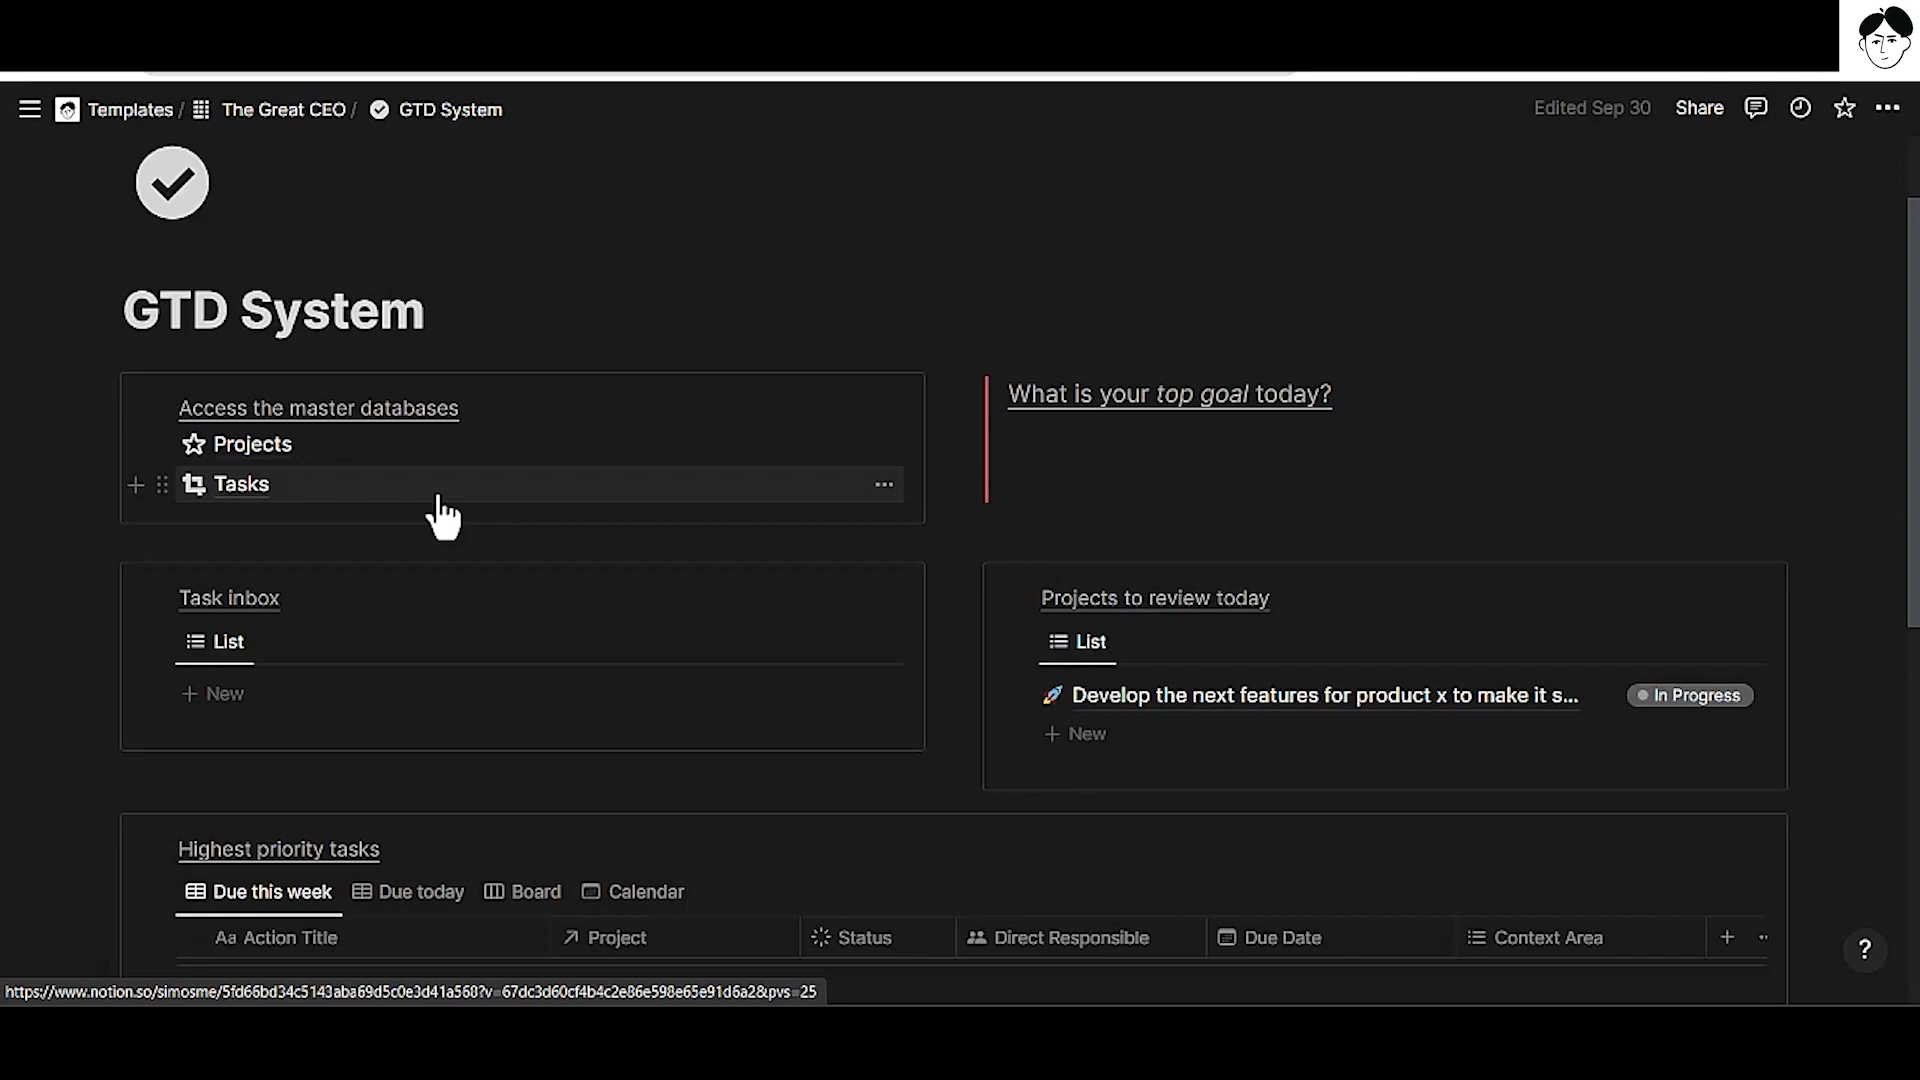 Templates / The Great CEO / GTD System
Edited Sep 30 Share
GTD System
Access the master databases
Projects
Tasks
What is your top goal today?
Task inbox
List
+ New
Projects to review today
List
Develop the next features for product x to make it s... In Progress
+ New
Highest priority tasks
Due this week Due today Board Calendar
Aa Action Title Project Status Direct Responsible Due Date Context Area
?
https://www.notion.so/simosme/5fd66bd34c5143aba69d5c0e3d41a568?v=67dc3d60cf4b4c2e86e598e65e91d6a2&pvs=25